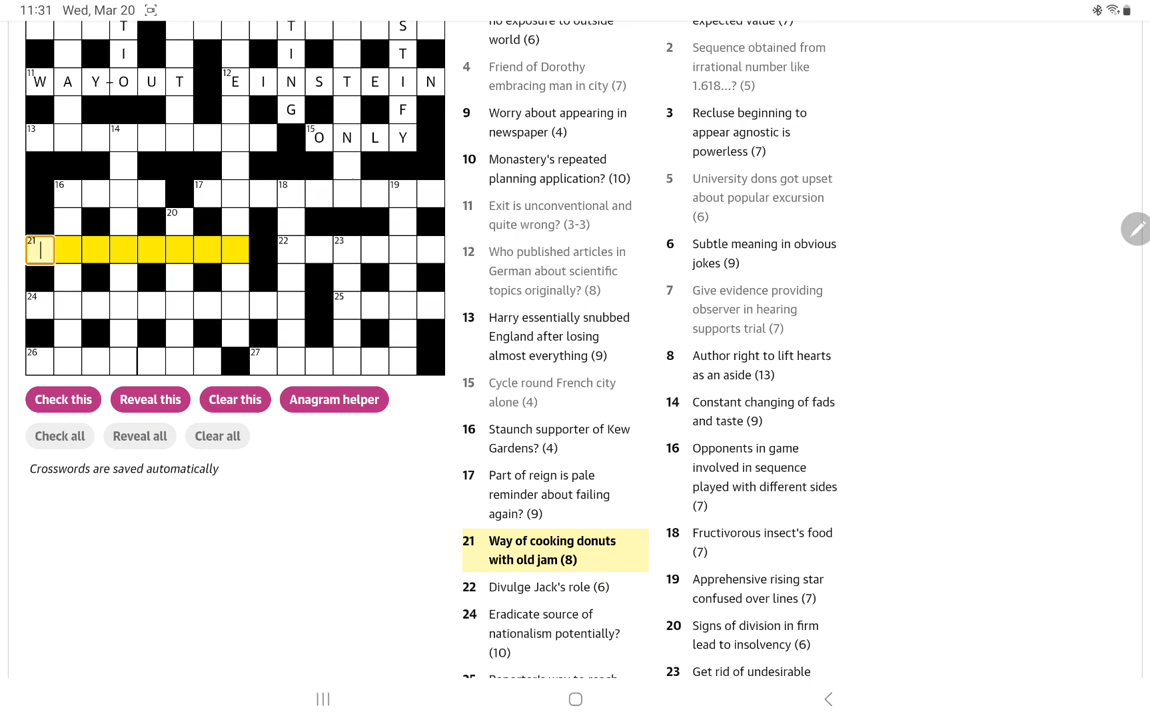 11:31 Wed, Mar 20
T T S
I I T
11 W A Y - O U T 12 E I N S T E I N
G F
13 14 15 O N L Y
16 17 18 19
20
21 22 23
24 25
26 27
Check this Reveal this Clear this Anagram helper
Check all Reveal all Clear all
Crosswords are saved automatically
no exposure to outside
world (6)
4 Friend of Dorothy
embracing man in city (7)
9 Worry about appearing in
newspaper (4)
10 Monastery's repeated
planning application? (10)
11 Exit is unconventional and
quite wrong? (3-3)
12 Who published articles in
German about scientific
topics originally? (8)
13 Harry essentially snubbed
England after losing
almost everything (9)
15 Cycle round French city
alone (4)
16 Staunch supporter of Kew
Gardens? (4)
17 Part of reign is pale
reminder about failing
again? (9)
21 Way of cooking donuts
with old jam (8)
22 Divulge Jack's role (6)
24 Eradicate source of
nationalism potentially?
(10)
25 Reporter's way to reach
expected value (7)
2 Sequence obtained from
irrational number like
1.618...? (5)
3 Recluse beginning to
appear agnostic is
powerless (7)
5 University dons got upset
about popular excursion
(6)
6 Subtle meaning in obvious
jokes (9)
7 Give evidence providing
observer in hearing
supports trial (7)
8 Author right to lift hearts
as an aside (13)
14 Constant changing of fads
and taste (9)
16 Opponents in game
involved in sequence
played with different sides
(7)
18 Fructivorous insect's food
(7)
19 Apprehensive rising star
confused over lines (7)
20 Signs of division in firm
lead to insolvency (6)
23 Get rid of undesirable